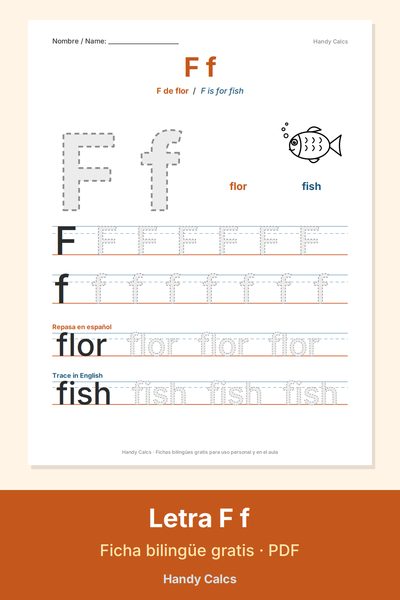 Nombre / Name: ____________________ Handy Calcs
F f
F de flor / F is for fish
F f
flor fish
F F F F F F F
f f f f f f f f
Repasa en español
flor flor flor flor
Trace in English
fish fish fish fish
Handy Calcs · Fichas bilingües gratis para uso personal y en el aula
Letra F f
Ficha bilingüe gratis · PDF
Handy Calcs